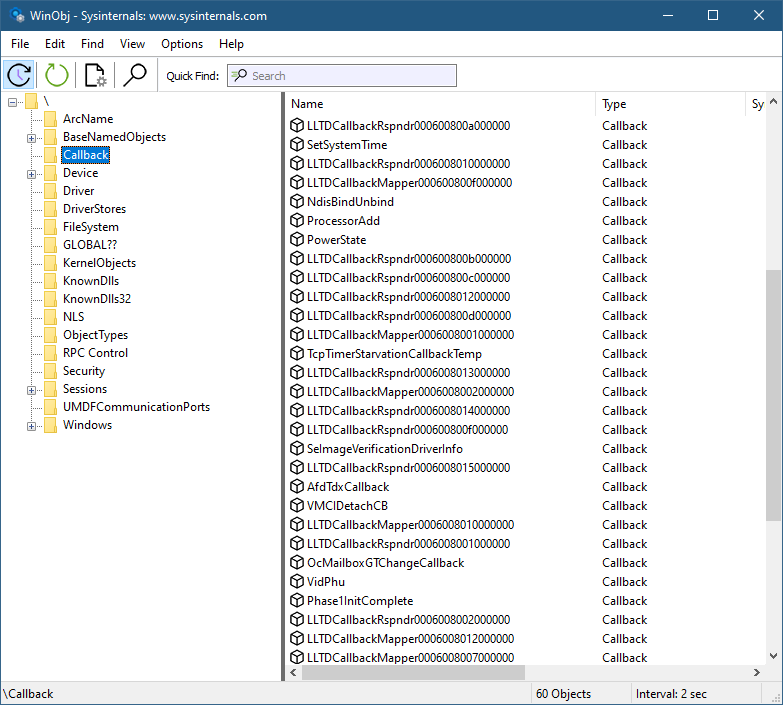 WinObj - Sysinternals: www.sysinternals.com
File Edit Find View Options Help
Quick Find: Search
\
ArcName
BaseNamedObjects
Callback
Device
Driver
DriverStores
FileSystem
GLOBAL??
KernelObjects
KnownDlls
KnownDlls32
NLS
ObjectTypes
RPC Control
Security
Sessions
UMDFCommunicationPorts
Windows
Name Type Sy
LLTDCallbackRspndr000600800a000000 Callback
SetSystemTime Callback
LLTDCallbackRspndr0006008010000000 Callback
LLTDCallbackMapper000600800f000000 Callback
NdisBindUnbind Callback
ProcessorAdd Callback
PowerState Callback
LLTDCallbackRspndr000600800b000000 Callback
LLTDCallbackRspndr000600800c000000 Callback
LLTDCallbackRspndr0006008012000000 Callback
LLTDCallbackRspndr000600800d000000 Callback
LLTDCallbackMapper0006008001000000 Callback
TcpTimerStarvationCallbackTemp Callback
LLTDCallbackRspndr0006008013000000 Callback
LLTDCallbackMapper0006008002000000 Callback
LLTDCallbackRspndr0006008014000000 Callback
LLTDCallbackRspndr000600800f000000 Callback
SeImageVerificationDriverInfo Callback
LLTDCallbackRspndr0006008015000000 Callback
AfdTdxCallback Callback
VMCIDetachCB Callback
LLTDCallbackMapper0006008010000000 Callback
LLTDCallbackRspndr0006008001000000 Callback
OcMailboxGTChangeCallback Callback
VidPhu Callback
Phase1InitComplete Callback
LLTDCallbackRspndr0006008002000000 Callback
LLTDCallbackMapper0006008012000000 Callback
LLTDCallbackMapper0006008007000000 Callback
\Callback 60 Objects Interval: 2 sec